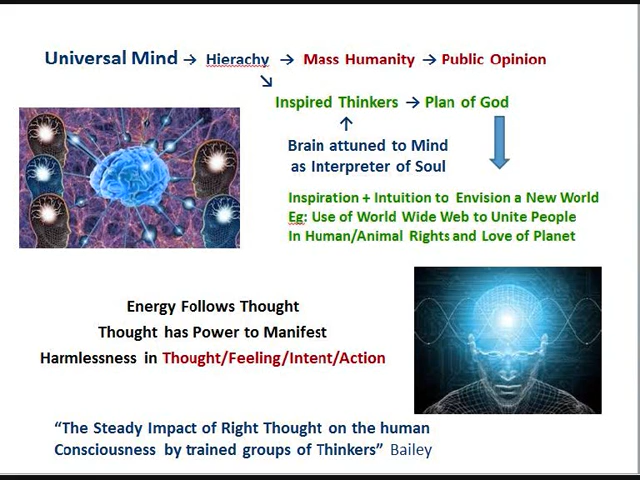 Universal Mind → Hierachy → Mass Humanity → Public Opinion
↘
Inspired Thinkers → Plan of God
↑
Brain attuned to Mind
as Interpreter of Soul
Inspiration + Intuition to Envision a New World
Eg: Use of World Wide Web to Unite People
In Human/Animal Rights and Love of Planet
Energy Follows Thought
Thought has Power to Manifest
Harmlessness in Thought/Feeling/Intent/Action
“The Steady Impact of Right Thought on the human
Consciousness by trained groups of Thinkers” Bailey